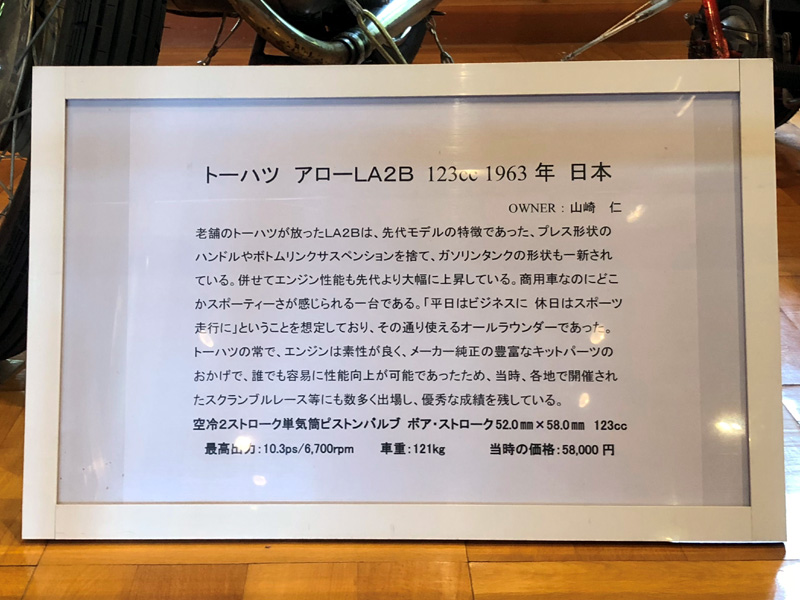 トーハツ アローLA2B 123cc 1963 年 日本
OWNER : 山崎 仁
老舗のトーハツが放ったLA2Bは、先代モデルの特徴であった、プレス形状の
ハンドルやボトムリンクサスペンションを捨て、ガソリンタンクの形状も一新され
ている。併せてエンジン性能も先代より大幅に上昇している。商用車なのにどこ
かスポーティーさが感じられる一台である。「平日はビジネスに 休日はスポーツ
走行に」ということを想定しており、その通り使えるオールラウンダーであった。
トーハツの常で、エンジンは素性が良く、メーカー純正の豊富なキットパーツの
おかげで、誰でも容易に性能向上が可能であったため、当時、各地で開催され
たスクランブルレース等にも数多く出場し、優秀な成績を残している。
空冷2ストローク単気筒ピストンバルブ ボア・ストローク52.0㎜×58.0㎜ 123cc
最高出力:10.3ps/6,700rpm 車重:121kg 当時の価格:58,000 円